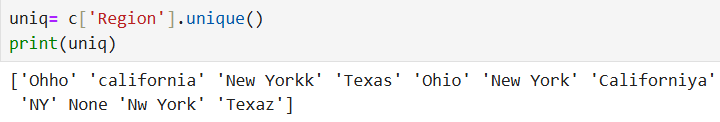 uniq= c['Region'].unique()
print(uniq)
['Ohho' 'california' 'New Yorkk' 'Texas' 'Ohio' 'New York' 'Californiya'
'NY' None 'Nw York' 'Texaz']